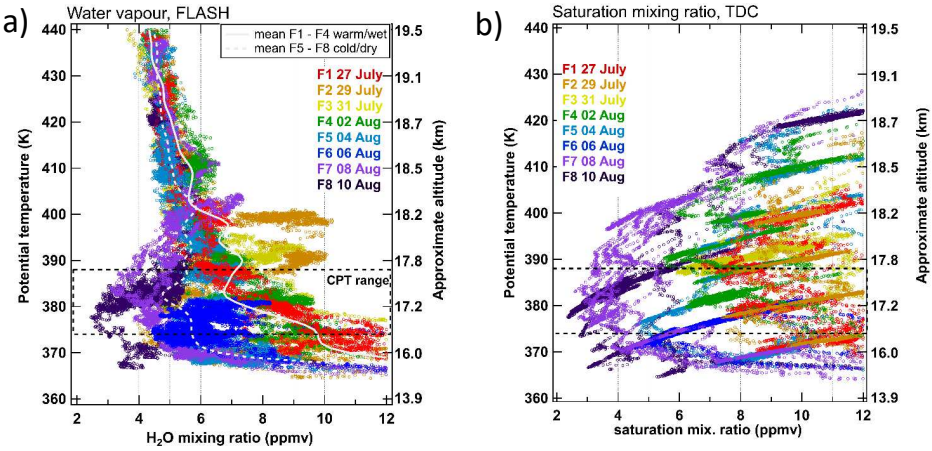 a)
Water vapour, FLASH
mean F1 - F4 warm/wet
mean F5 - F8 cold/dry
F1 27 July
F2 29 July
F3 31 July
F4 02 Aug
F5 04 Aug
F6 06 Aug
F7 08 Aug
F8 10 Aug
CPT range
Potential temperature (K)
440
430
420
410
400
390
380
370
360
Approximate altitude (km)
19.5
19.1
18.7
18.5
18.2
17.8
17.2
16.0
13.9
2 4 6 8 10 12
H2O mixing ratio (ppmv)
b)
Saturation mixing ratio, TDC
F1 27 July
F2 29 July
F3 31 July
F4 02 Aug
F5 04 Aug
F6 06 Aug
F7 08 Aug
F8 10 Aug
Potential temperature (K)
440
430
420
410
400
390
380
370
360
Approximate altitude (km)
19.5
19.1
18.7
18.5
18.2
17.8
17.2
16.0
13.9
2 4 6 8 10 12
saturation mix. ratio (ppmv)